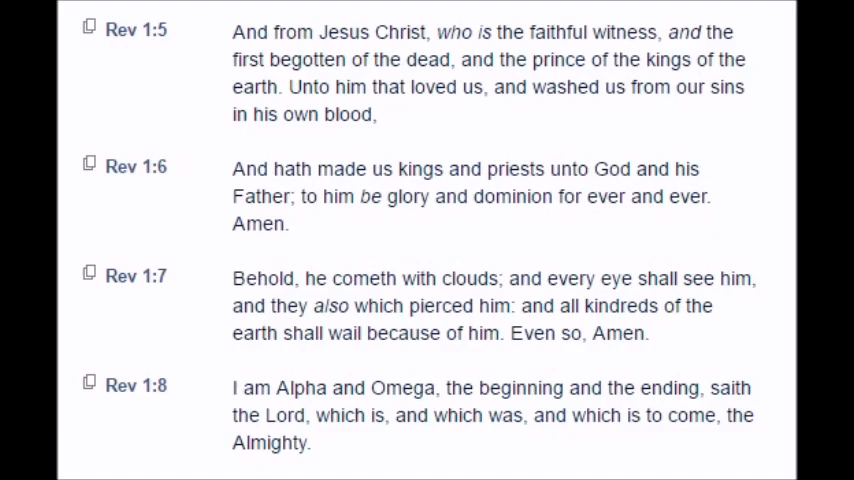 Rev 1:5 And from Jesus Christ, who is the faithful witness, and the
first begotten of the dead, and the prince of the kings of the
earth. Unto him that loved us, and washed us from our sins
in his own blood,
Rev 1:6 And hath made us kings and priests unto God and his
Father; to him be glory and dominion for ever and ever.
Amen.
Rev 1:7 Behold, he cometh with clouds; and every eye shall see him,
and they also which pierced him: and all kindreds of the
earth shall wail because of him. Even so, Amen.
Rev 1:8 I am Alpha and Omega, the beginning and the ending, saith
the Lord, which is, and which was, and which is to come, the
Almighty.